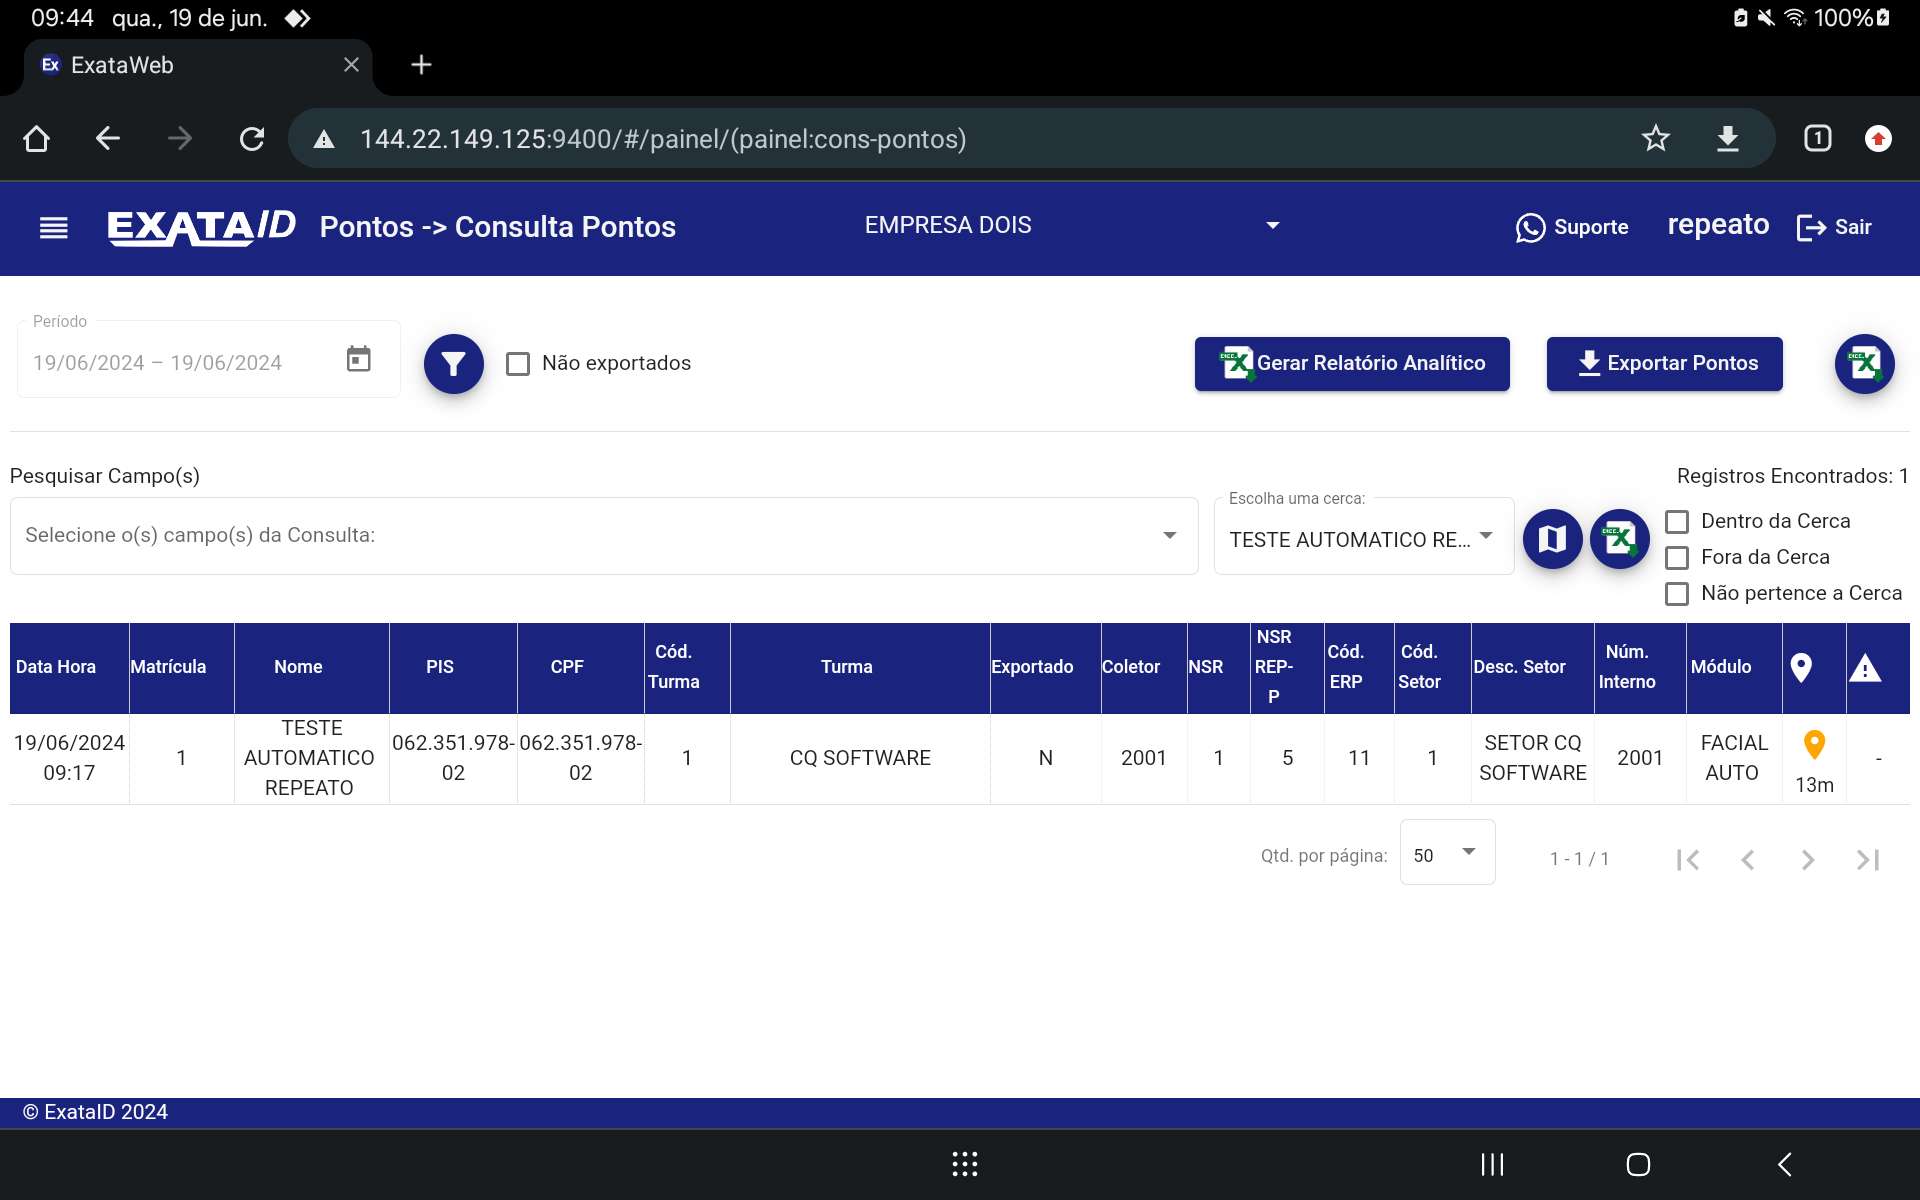 09:44 qua., 19 de jun.
100%
Ex ExataWeb
144.22.149.125:9400/#/painel/(painel:cons-pontos)
1
EXATAID Pontos -> Consulta Pontos EMPRESA DOIS Suporte repeato Sair
Período
19/06/2024 – 19/06/2024
Não exportados
Gerar Relatório Analítico
Exportar Pontos
Pesquisar Campo(s)
Registros Encontrados: 1
Selecione o(s) campo(s) da Consulta:
Escolha uma cerca:
TESTE AUTOMATICO RE...
Dentro da Cerca
Fora da Cerca
Não pertence a Cerca
Data Hora Matrícula Nome PIS CPF Cód. Turma Turma Exportado Coletor NSR NSR REP-P Cód. ERP Cód. Setor Desc. Setor Núm. Interno Módulo
19/06/2024 09:17 1 TESTE AUTOMATICO REPEATO 062.351.978-02 062.351.978-02 1 CQ SOFTWARE N 2001 1 5 11 1 SETOR CQ SOFTWARE 2001 FACIAL AUTO 13m -
Qtd. por página: 50 1 - 1 / 1
© ExataID 2024